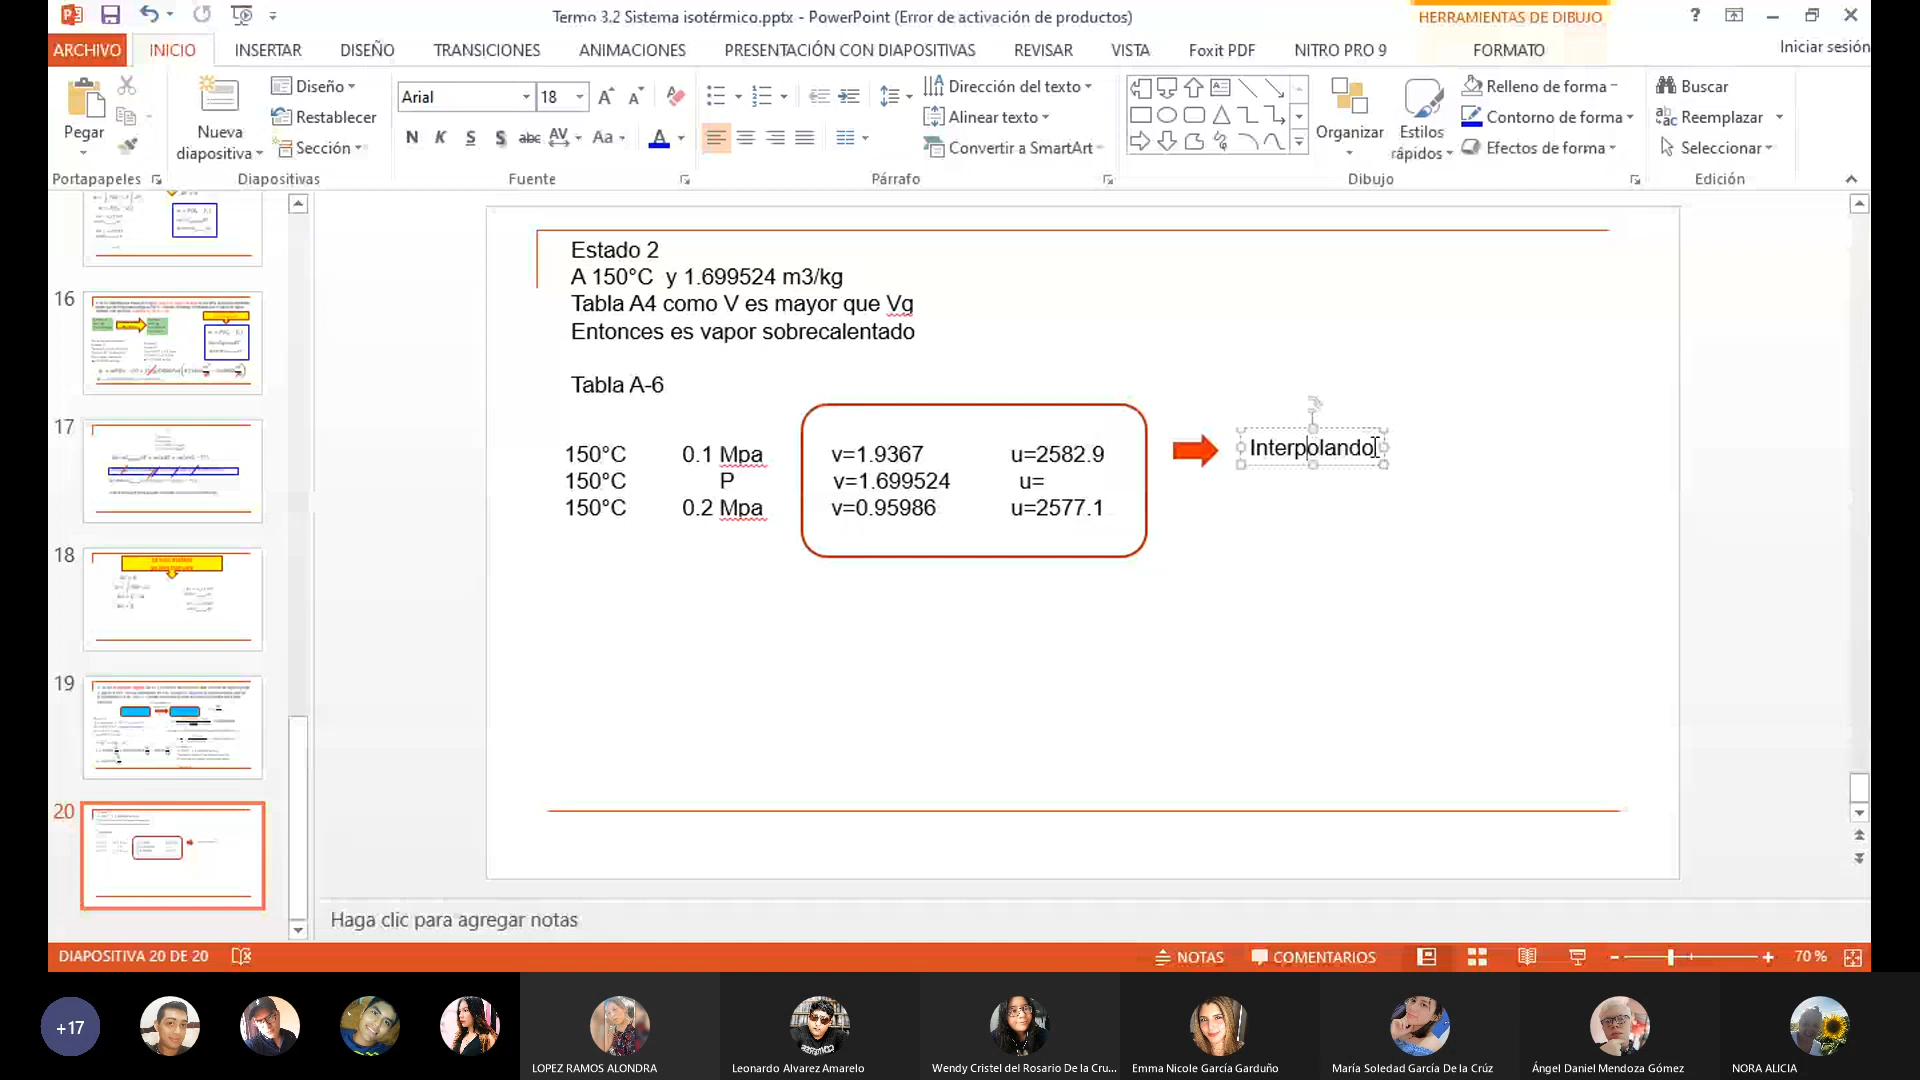 Termo 3.2 Sistema isotérmico.pptx - PowerPoint (Error de activación de productos)
HERRAMIENTAS DE DIBUJO
ARCHIVO INICIO INSERTAR DISEÑO TRANSICIONES ANIMACIONES PRESENTACIÓN CON DIAPOSITIVAS REVISAR VISTA Foxit PDF NITRO PRO 9 FORMATO Iniciar sesión
Pegar
Nueva diapositiva
Diseño
Restablecer
Sección
Arial 18
N K S S abc AV Aa A
Dirección del texto
Alinear texto
Convertir a SmartArt
Organizar
Estilos rápidos
Relleno de forma
Contorno de forma
Efectos de forma
Buscar
Reemplazar
Seleccionar
Portapapeles Diapositivas Fuente Párrafo Dibujo Edición
16
17
18
19
20
Estado 2
A 150°C y 1.699524 m3/kg
Tabla A4 como V es mayor que Vg
Entonces es vapor sobrecalentado
Tabla A-6
150°C 0.1 Mpa v=1.9367 u=2582.9
150°C P v=1.699524 u=
150°C 0.2 Mpa v=0.95986 u=2577.1
Interpolando
Haga clic para agregar notas
DIAPOSITIVA 20 DE 20 NOTAS COMENTARIOS 70 %
+17
LOPEZ RAMOS ALONDRA
Leonardo Alvarez Amarelo
Wendy Cristel del Rosario De la Cru...
Emma Nicole García Garduño
María Soledad García De la Crúz
Ángel Daniel Mendoza Gómez
NORA ALICIA